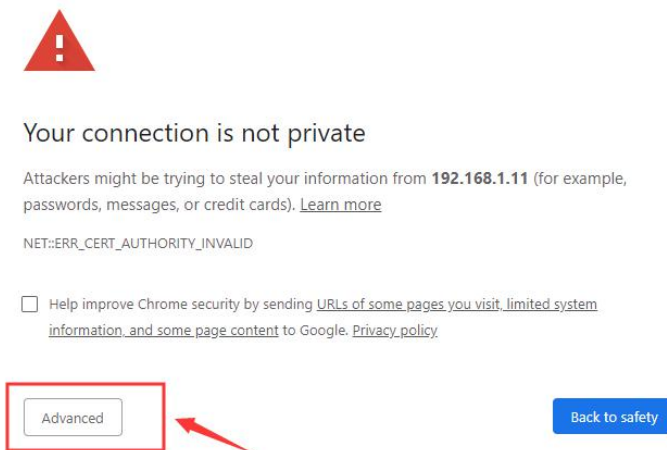 Your connection is not private
Attackers might be trying to steal your information from 192.168.1.11 (for example,
passwords, messages, or credit cards). Learn more
NET::ERR_CERT_AUTHORITY_INVALID
Help improve Chrome security by sending URLs of some pages you visit, limited system
information, and some page content to Google. Privacy policy
Advanced
Back to safety